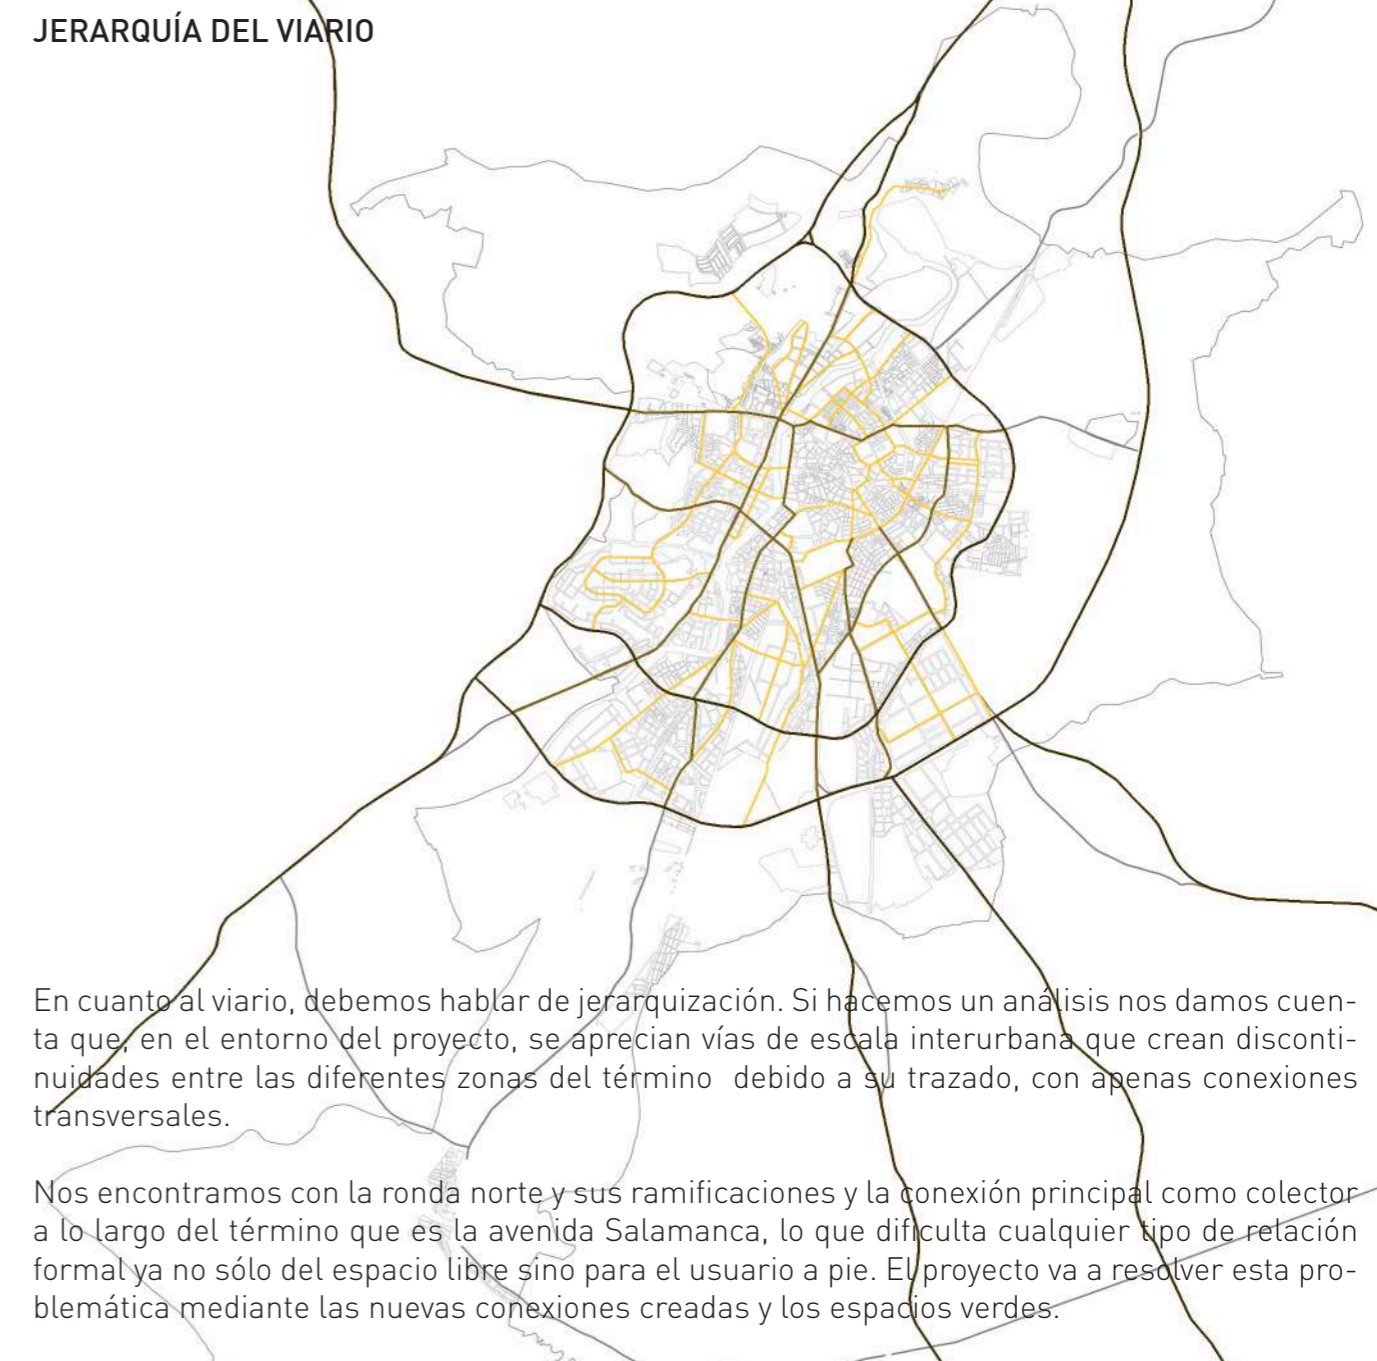 JERARQUÍA DEL VIARIO
En cuanto al viario, debemos hablar de jerarquización. Si hacemos un análisis nos damos cuen-
ta que, en el entorno del proyecto, se aprecian vías de escala interurbana que crean disconti-
nuidades entre las diferentes zonas del término debido a su trazado, con apenas conexiones
transversales.
Nos encontramos con la ronda norte y sus ramificaciones y la conexión principal como colector
a lo largo del término que es la avenida Salamanca, lo que dificulta cualquier tipo de relación
formal ya no sólo del espacio libre sino para el usuario a pie. El proyecto va a resolver esta pro-
blemática mediante las nuevas conexiones creadas y los espacios verdes.